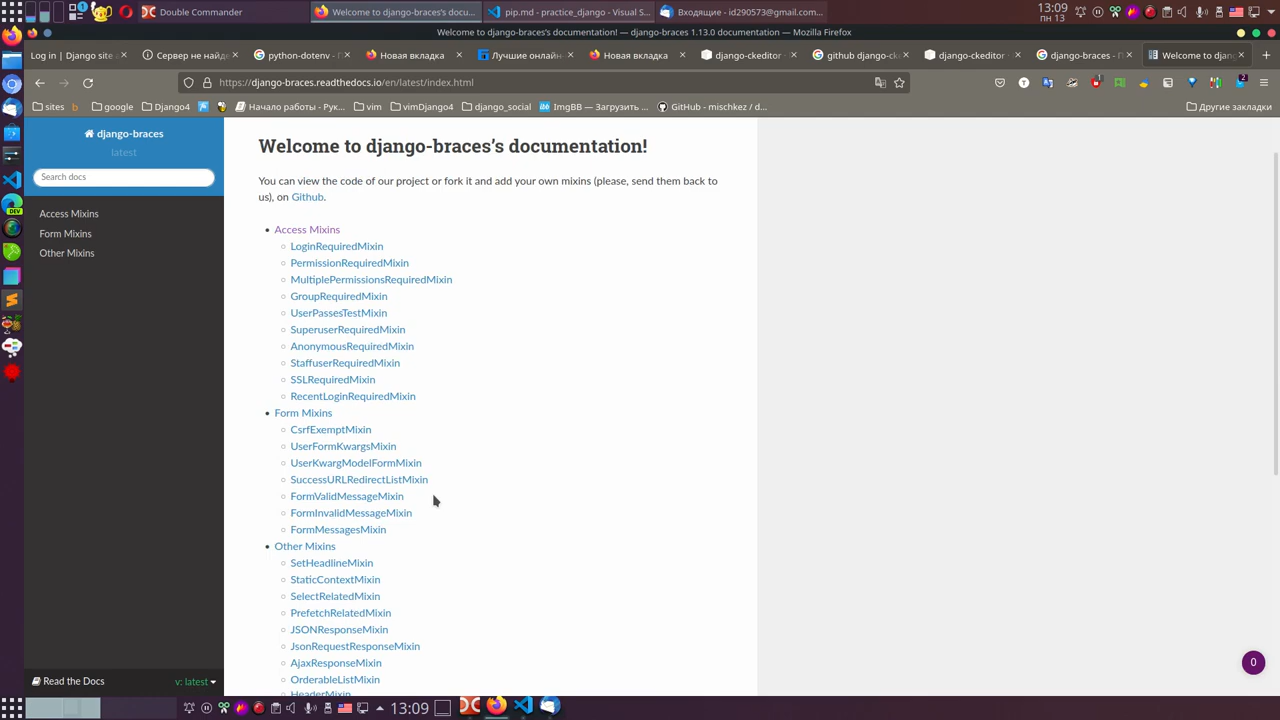 Double Commander
Welcome to django-braces's docu...
pip.md - practice_django - Visual S...
Входящие - id290573@gmail.com...
13:09
пн 13
Welcome to django-braces's documentation! — django-braces 1.13.0 documentation — Mozilla Firefox
Log in | Django site
Сервер не найд
python-dotenv -
Новая вкладка
Лучшие онлайн-
Новая вкладка
django-ckeditor ·
github django-ck
django-ckeditor
django-braces - П
Welcome to djan
https://django-braces.readthedocs.io/en/latest/index.html
1
2
sites
b
google
Django4
Начало работы - Рук...
vim
vimDjango4
django_social
ImgBB — Загрузить ...
GitHub - mischkez / d...
Другие закладки
DEV
django-braces
latest
Search docs
Access Mixins
Form Mixins
Other Mixins
Welcome to django-braces's documentation!
You can view the code of our project or fork it and add your own mixins (please, send them back to
us), on Github.
Access Mixins
LoginRequiredMixin
PermissionRequiredMixin
MultiplePermissionsRequiredMixin
GroupRequiredMixin
UserPassesTestMixin
SuperuserRequiredMixin
AnonymousRequiredMixin
StaffuserRequiredMixin
SSLRequiredMixin
RecentLoginRequiredMixin
Form Mixins
CsrfExemptMixin
UserFormKwargsMixin
UserKwargModelFormMixin
SuccessURLRedirectListMixin
FormValidMessageMixin
FormInvalidMessageMixin
FormMessagesMixin
Other Mixins
SetHeadlineMixin
StaticContextMixin
SelectRelatedMixin
PrefetchRelatedMixin
JSONResponseMixin
JsonRequestResponseMixin
AjaxResponseMixin
OrderableListMixin
HeaderMixin
0
Read the Docs
v: latest
13:09